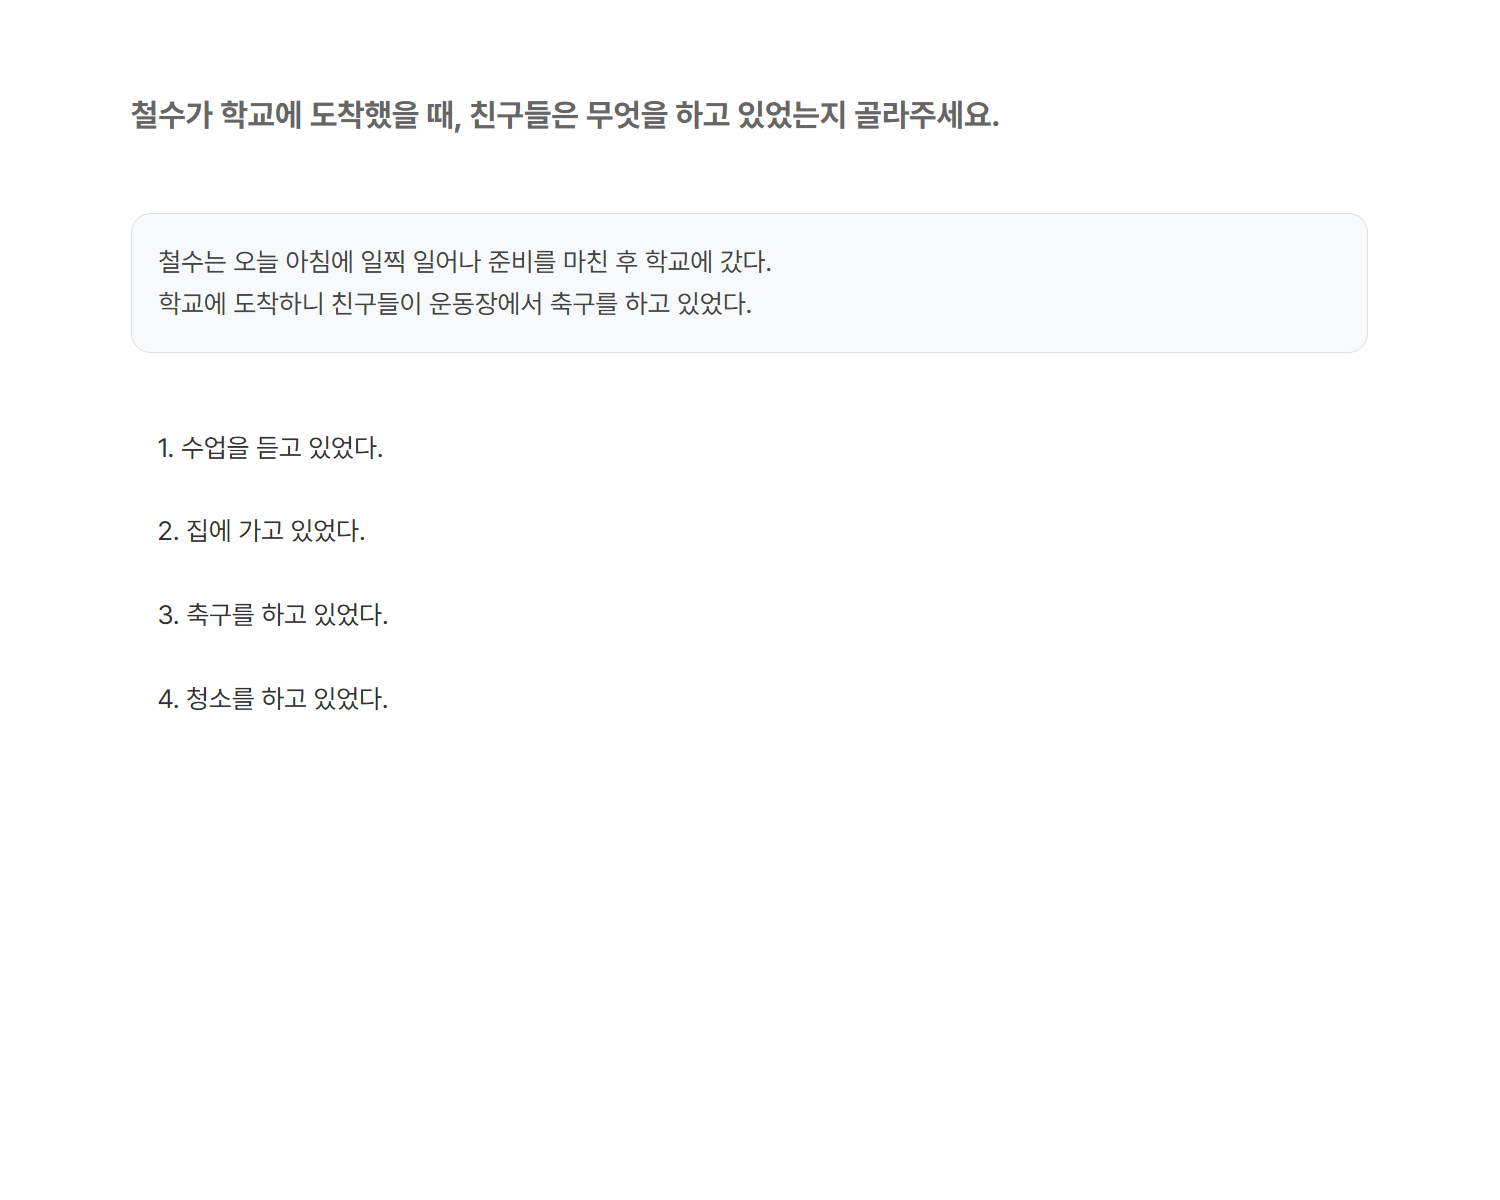 철수가 학교에 도착했을 때, 친구들은 무엇을 하고 있었는지 골라주세요.
철수는 오늘 아침에 일찍 일어나 준비를 마친 후 학교에 갔다.
학교에 도착하니 친구들이 운동장에서 축구를 하고 있었다.
1. 수업을 듣고 있었다.
2. 집에 가고 있었다.
3. 축구를 하고 있었다.
4. 청소를 하고 있었다.